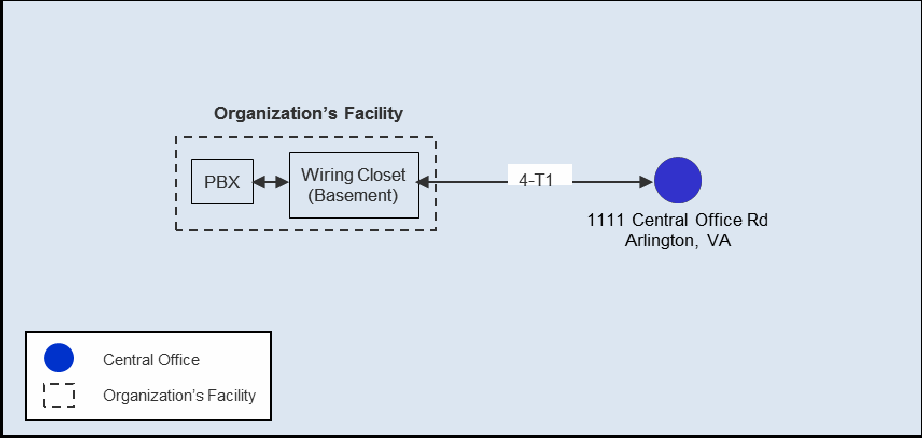 Organization's Facility
PBX
Wiring Closet
(Basement)
4-T1
1111 Central Office Rd
Arlington, VA
Central Office
Organization's Facility